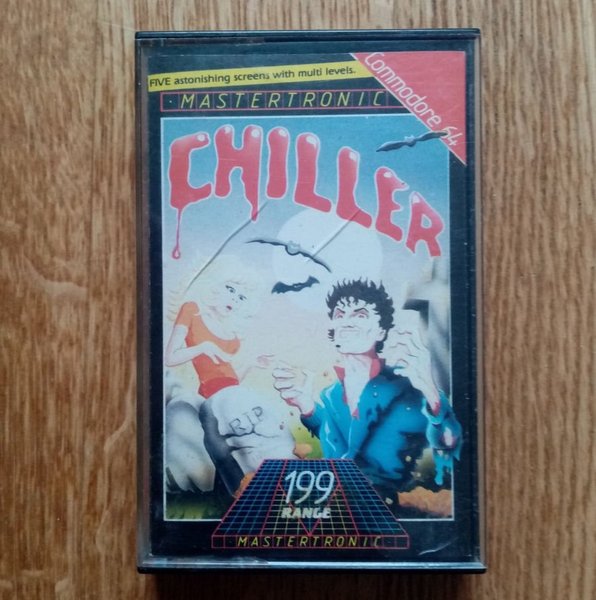 FIVE astonishing screens with multi levels.
Commodore 64
MASTERTRONIC
CHILLER
RIP
199
RANGE
MASTERTRONIC